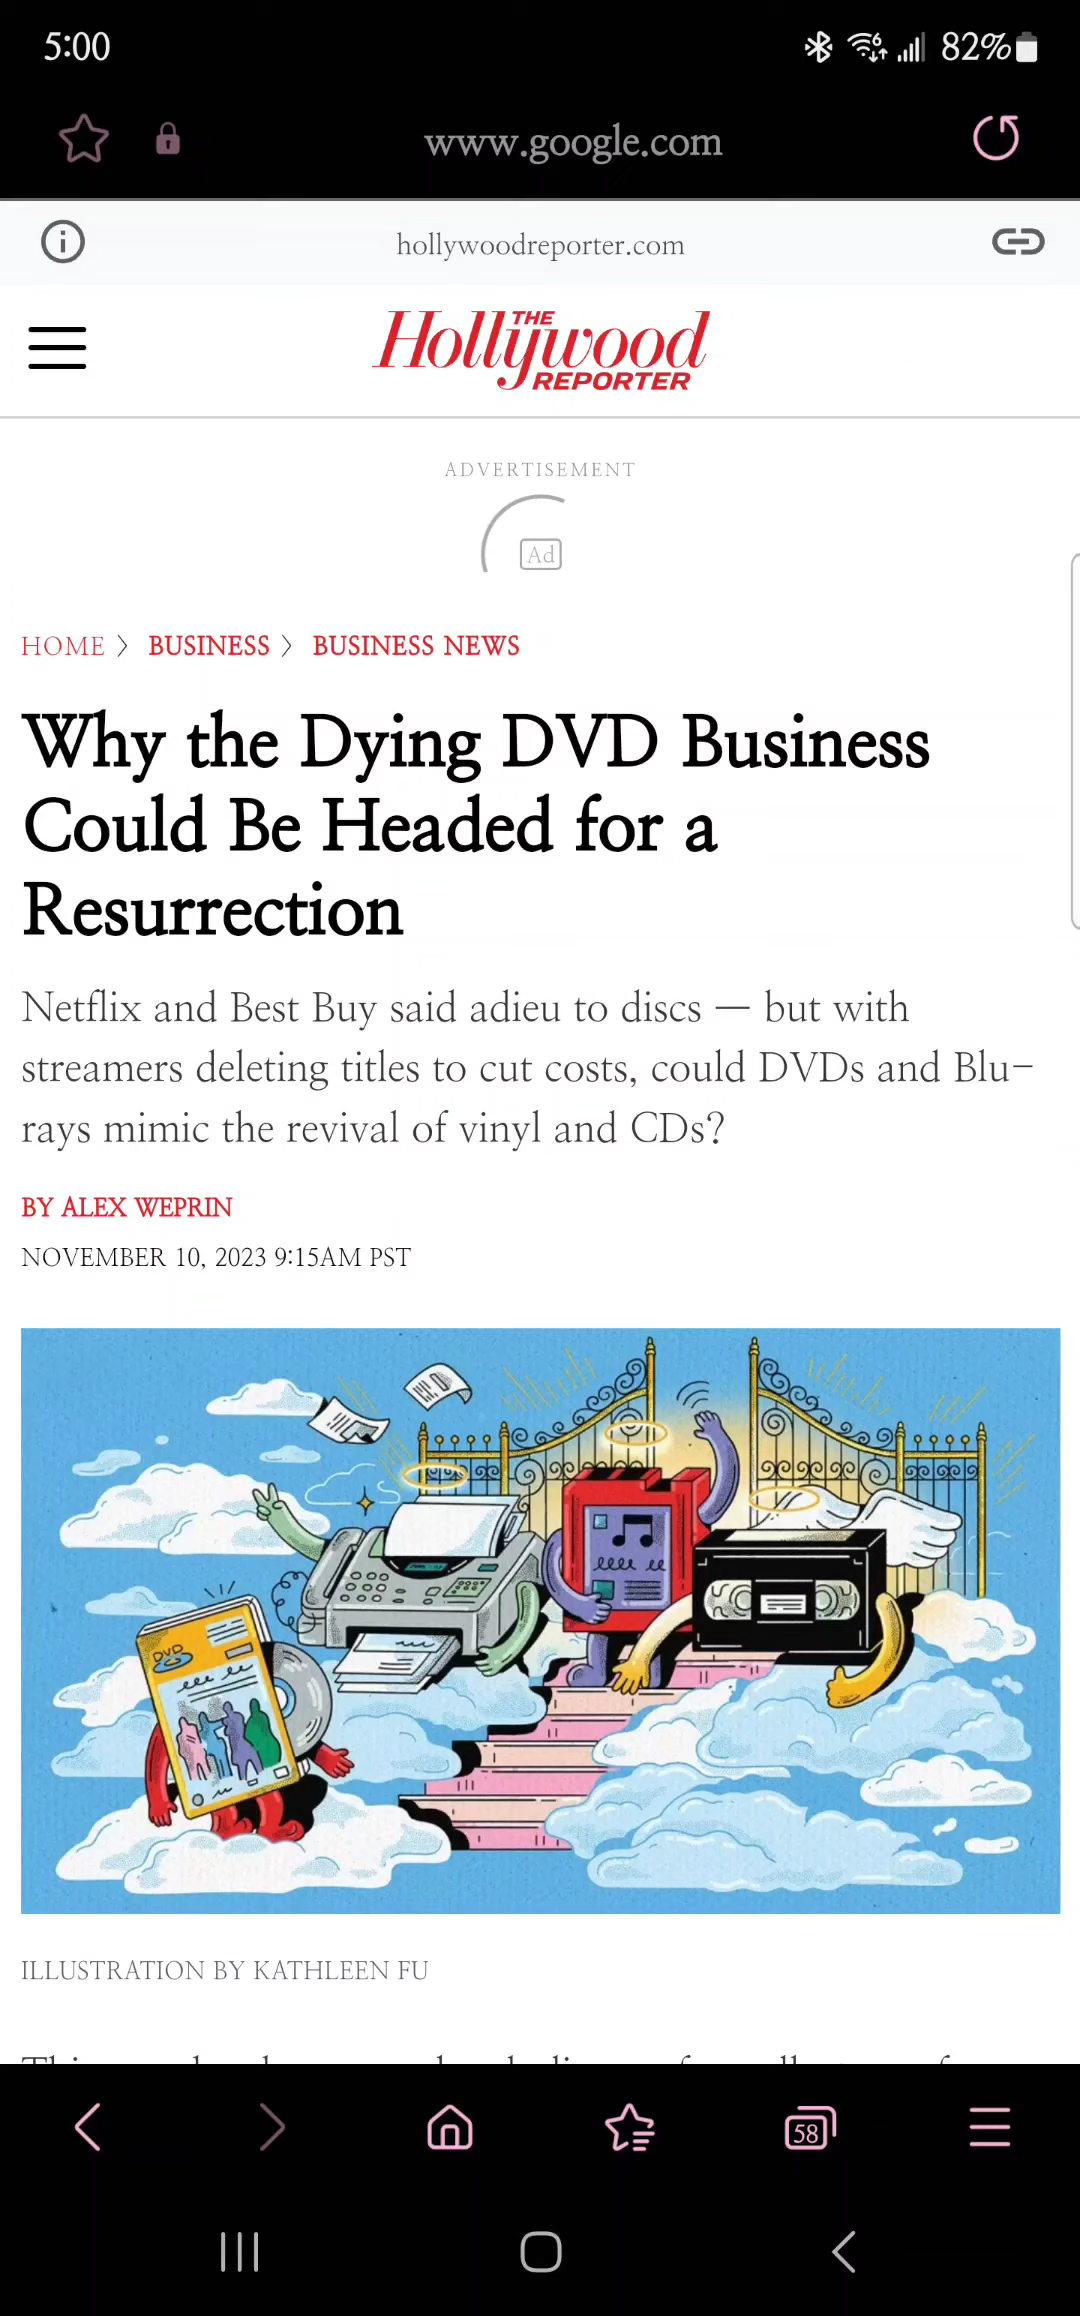 5:00
82%
www.google.com
hollywoodreporter.com
THE
Hollywood
REPORTER
ADVERTISEMENT
Ad
HOME > BUSINESS > BUSINESS NEWS
Why the Dying DVD Business
Could Be Headed for a
Resurrection
Netflix and Best Buy said adieu to discs — but with
streamers deleting titles to cut costs, could DVDs and Blu-
rays mimic the revival of vinyl and CDs?
BY ALEX WEPRIN
NOVEMBER 10, 2023 9:15AM PST
DVD
ILLUSTRATION BY KATHLEEN FU
58